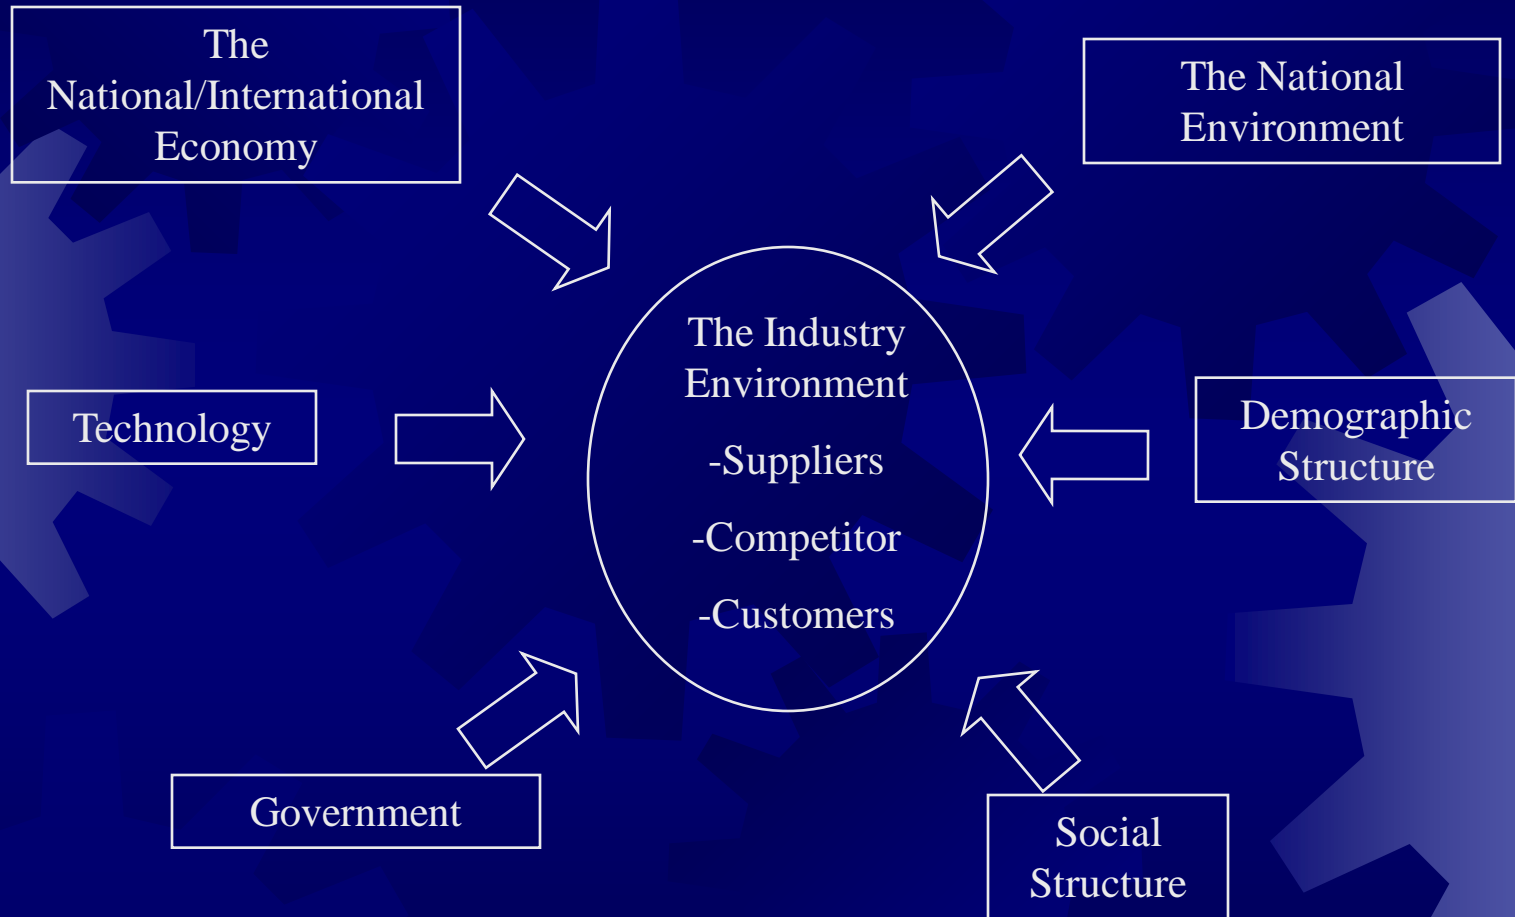 The
National/International
Economy
The National
Environment
The Industry
Environment
-Suppliers
-Competitor
-Customers
Technology
Demographic
Structure
Government
Social
Structure